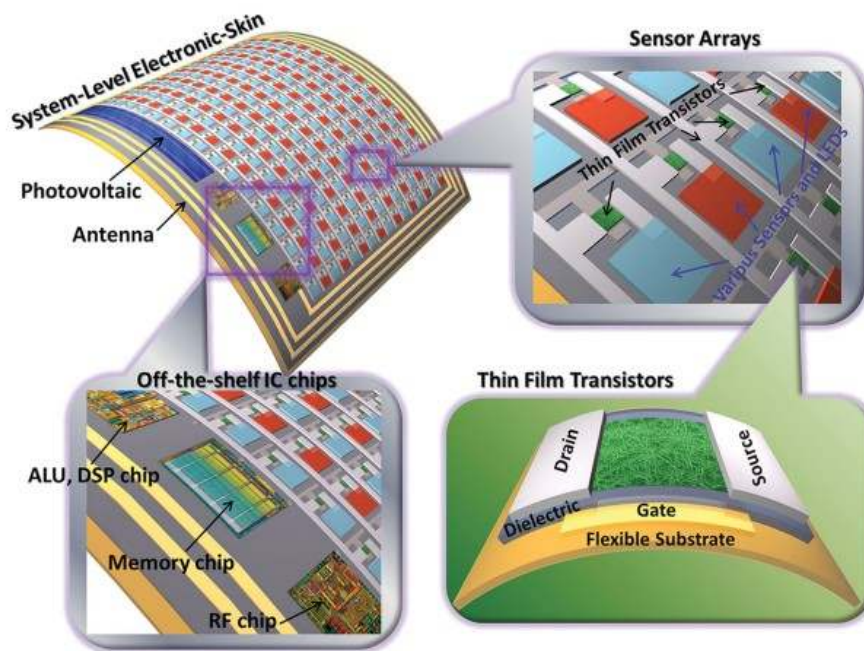 System-Level Electronic-Skin
Photovoltaic
Antenna
Sensor Arrays
Thin Film Transistors
Various Sensors and LEDs
Off-the-shelf IC chips
ALU, DSP chip
Memory chip
RF chip
Thin Film Transistors
Drain
Source
Dielectric
Gate
Flexible Substrate